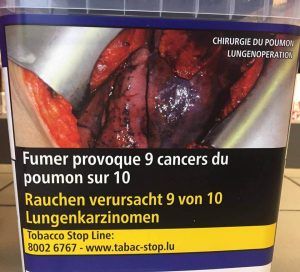 CHIRURGIE DU POUMON
LUNGENOPERATION
Fumer provoque 9 cancers du
poumon sur 10
Rauchen verursacht 9 von 10
Lungenkarzinomen
Tobacco Stop Line:
8002 6767 - www.tabac-stop.lu